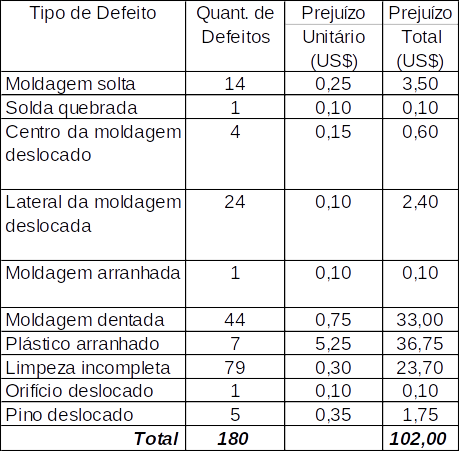 Tipo de Defeito Quant. de Defeitos Prejuízo Unitário (US$) Prejuízo Total (US$)
Moldagem solta 14 0,25 3,50
Solda quebrada 1 0,10 0,10
Centro da moldagem deslocado 4 0,15 0,60
Lateral da moldagem deslocada 24 0,10 2,40
Moldagem arranhada 1 0,10 0,10
Moldagem dentada 44 0,75 33,00
Plástico arranhado 7 5,25 36,75
Limpeza incompleta 79 0,30 23,70
Orifício deslocado 1 0,10 0,10
Pino deslocado 5 0,35 1,75
Total 180 102,00